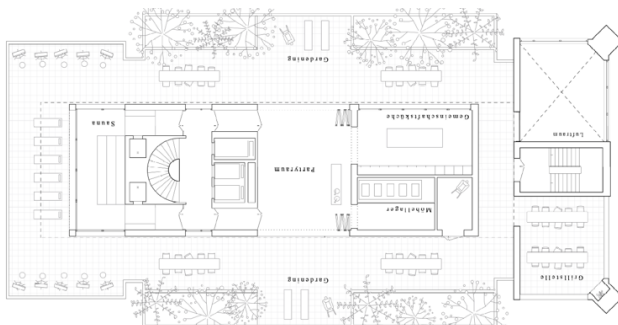 Gardening
Gemeinschaftsküche
Sauna
Luftraum
Partyraum
Möbellager
Gardening
Grillstelle